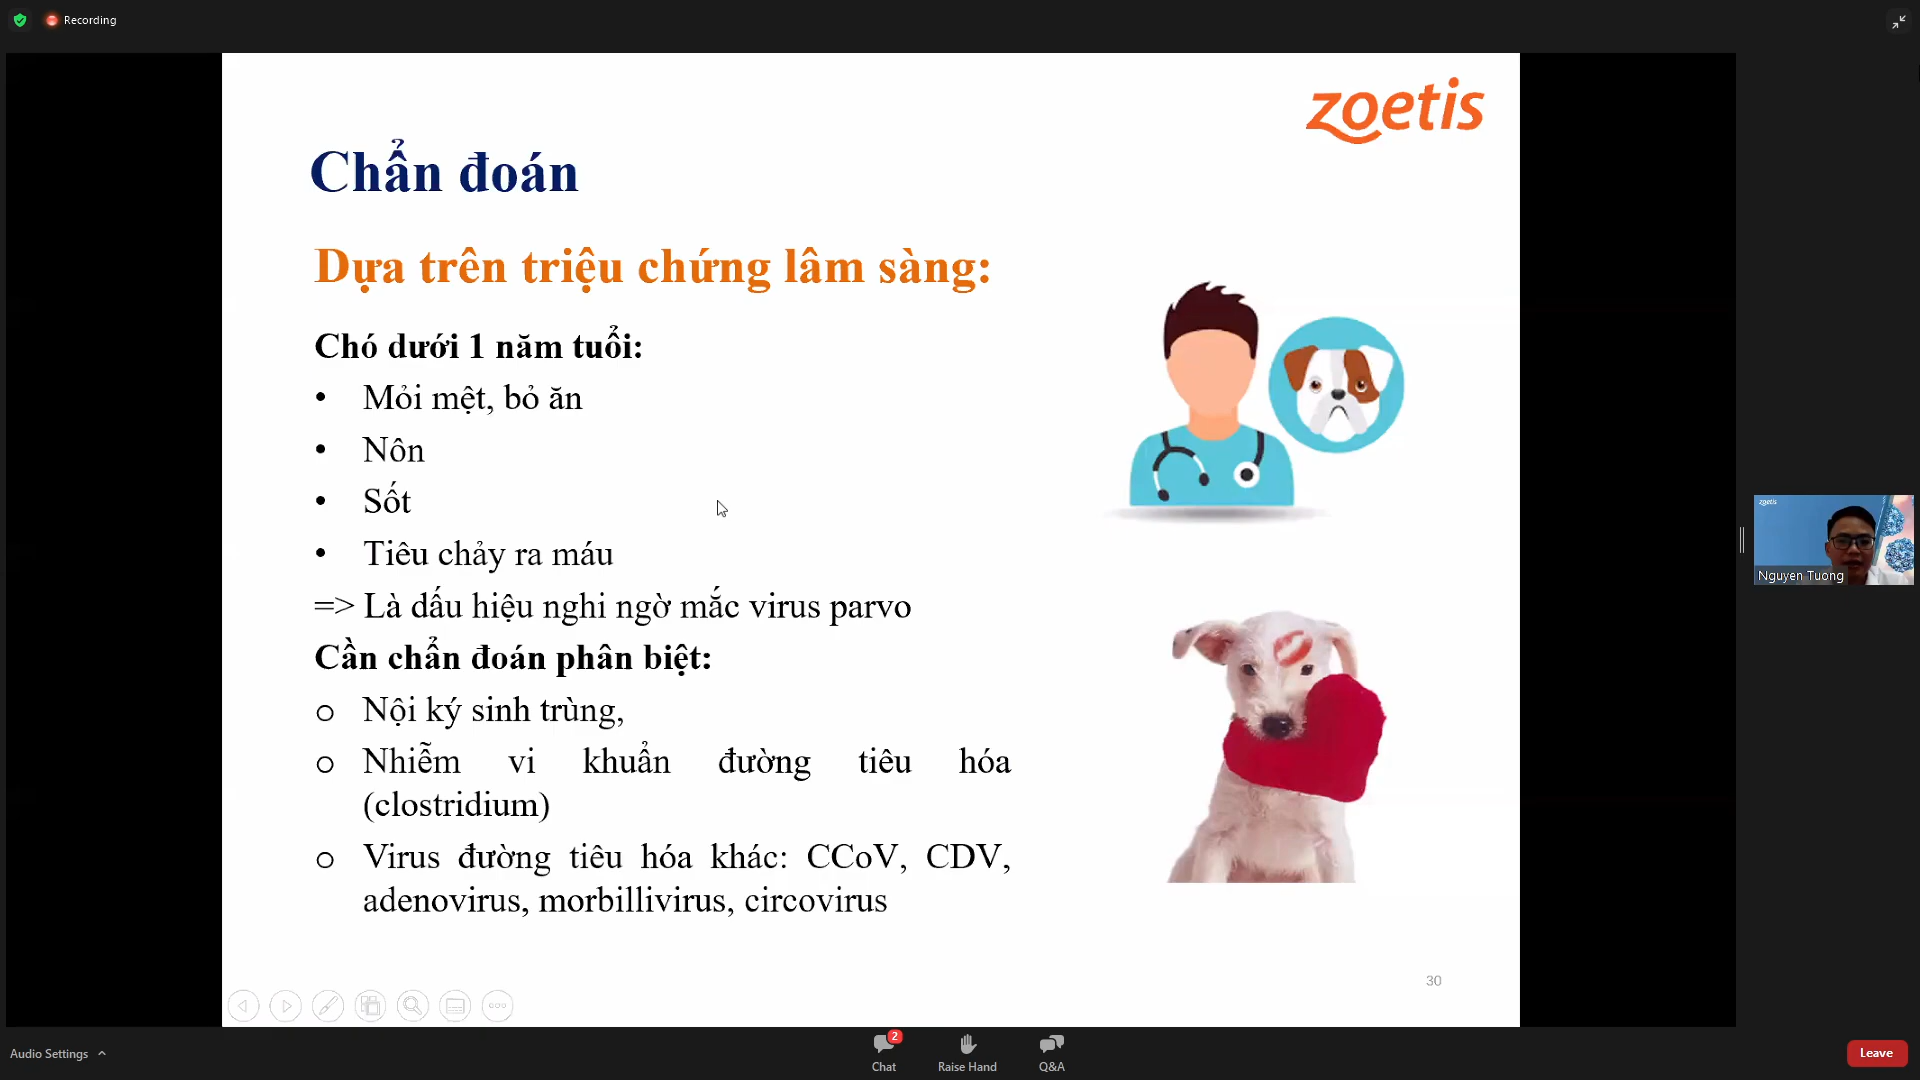 Recording
zoetis
Chẩn đoán
Dựa trên triệu chứng lâm sàng:
Chó dưới 1 năm tuổi:
• Mỏi mệt, bỏ ăn
• Nôn
• Sốt
• Tiêu chảy ra máu
=> Là dấu hiệu nghi ngờ mắc virus parvo
Cần chẩn đoán phân biệt:
o Nội ký sinh trùng,
o Nhiễm vi khuẩn đường tiêu hóa
(clostridium)
o Virus đường tiêu hóa khác: CCoV, CDV,
adenovirus, morbillivirus, circovirus
30
zoetis
Nguyen Tuong
Audio Settings
2
Chat
Raise Hand
Q&A
Leave